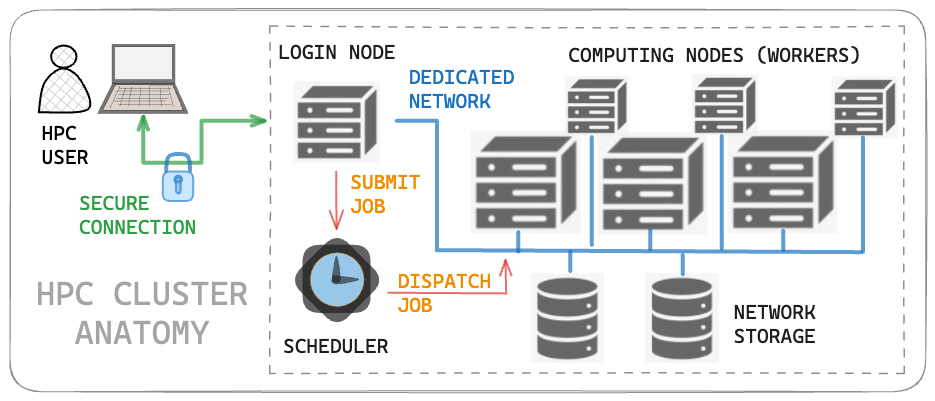 LOGIN NODE
COMPUTING NODES (WORKERS)
DEDICATED
NETWORK
HPC
USER
SUBMIT
JOB
SECURE
CONNECTION
DISPATCH
JOB
HPC CLUSTER
ANATOMY
NETWORK
STORAGE
SCHEDULER